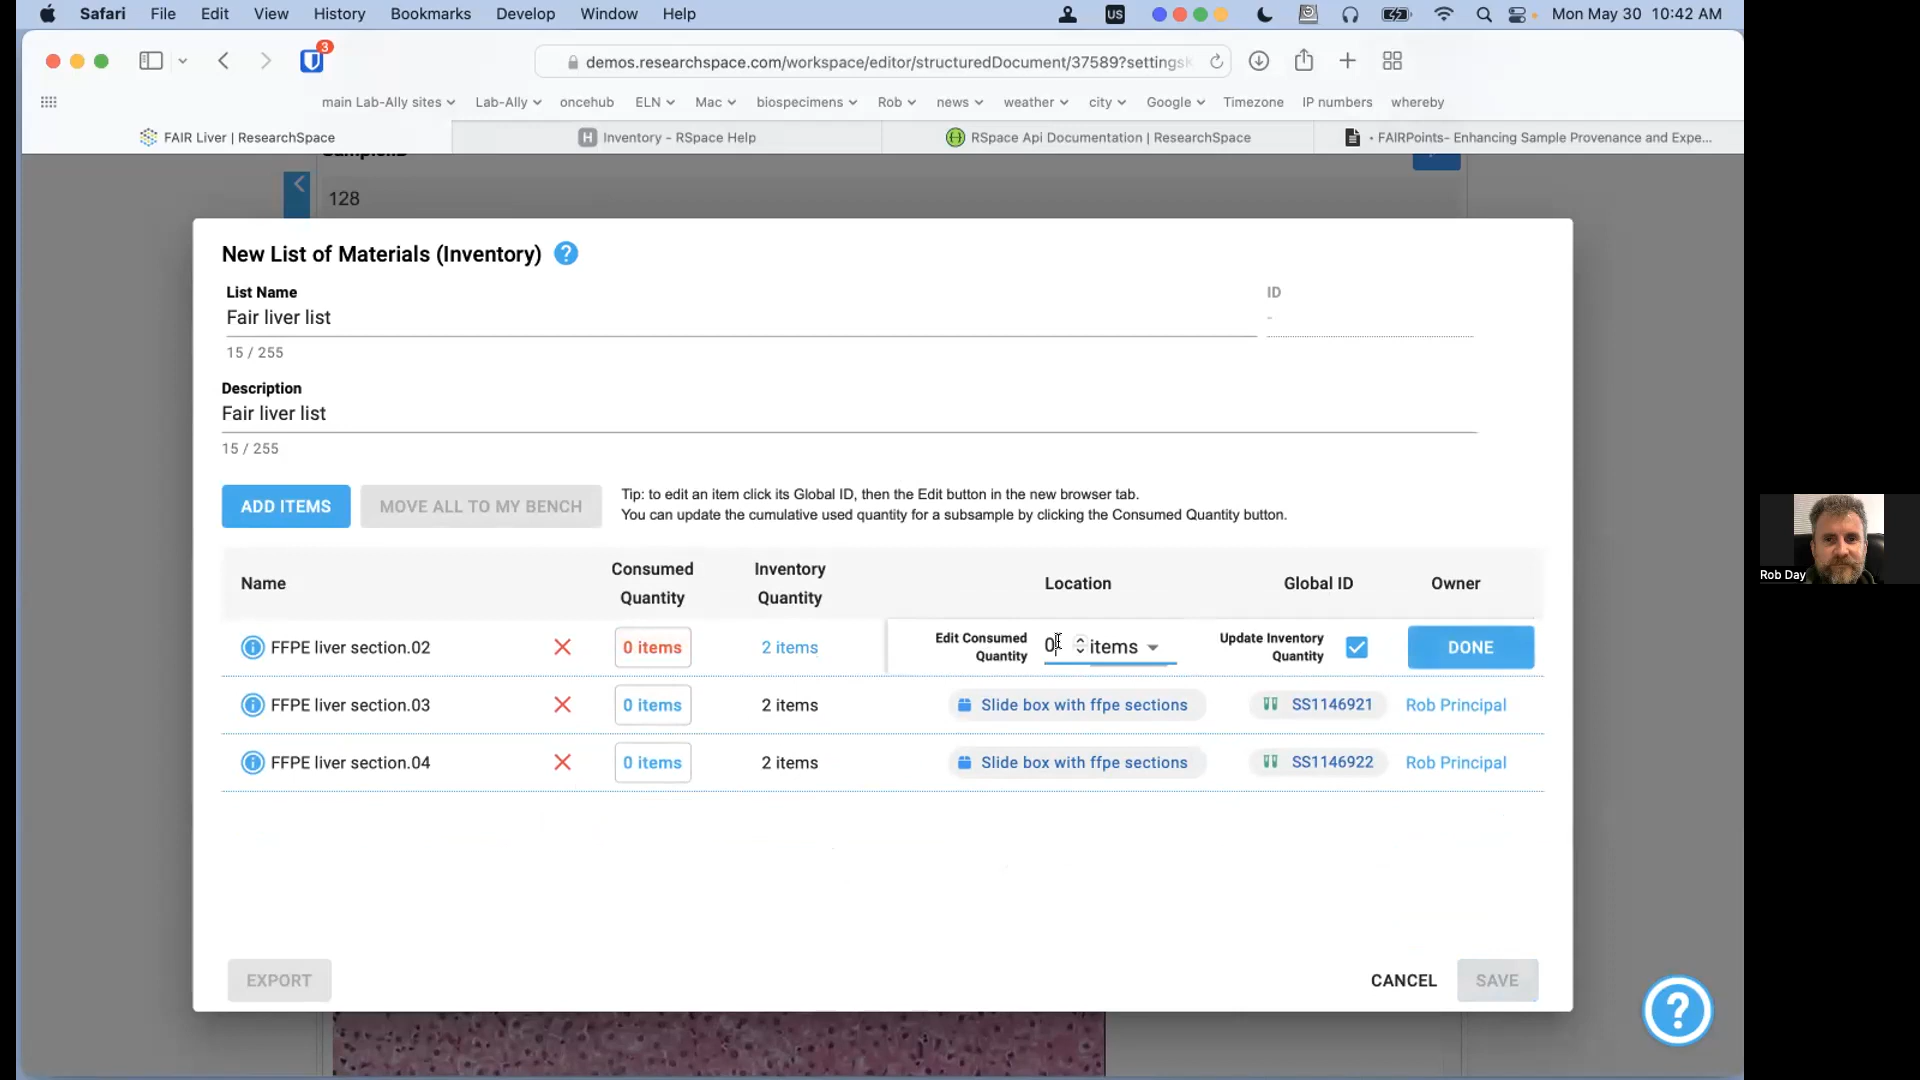 Safari File Edit View History Bookmarks Develop Window Help US Mon May 30 10:42 AM
3 demos.researchspace.com/workspace/editor/structuredDocument/37589?settings
main Lab-Ally sites Lab-Ally oncehub ELN Mac biospecimens Rob news weather city Google Timezone IP numbers whereby
FAIR Liver | ResearchSpace H Inventory - RSpace Help RSpace Api Documentation | ResearchSpace · FAIRPoints- Enhancing Sample Provenance and Expe...
128
New List of Materials (Inventory) ?
List Name ID
Fair liver list -
15 / 255
Description
Fair liver list
15 / 255
ADD ITEMS MOVE ALL TO MY BENCH
Tip: to edit an item click its Global ID, then the Edit button in the new browser tab.
You can update the cumulative used quantity for a subsample by clicking the Consumed Quantity button.
Name Consumed Quantity Inventory Quantity Location Global ID Owner
FFPE liver section.02 0 items 2 items Edit Consumed Quantity 0 items Update Inventory Quantity DONE
FFPE liver section.03 0 items 2 items Slide box with ffpe sections SS1146921 Rob Principal
FFPE liver section.04 0 items 2 items Slide box with ffpe sections SS1146922 Rob Principal
EXPORT CANCEL SAVE
?
Rob Day